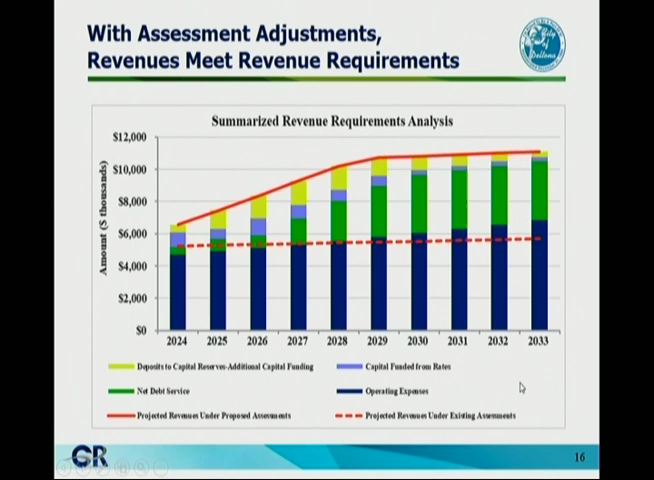 With Assessment Adjustments,
Revenues Meet Revenue Requirements
City
of
Deltona
Summarized Revenue Requirements Analysis
Amount ($ thousands)
$12,000
$10,000
$8,000
$6,000
$4,000
$2,000
$0
2024 2025 2026 2027 2028 2029 2030 2031 2032 2033
Deposits to Capital Reserves-Additional Capital Funding
Capital Funded from Rates
Net Debt Service
Operating Expenses
Projected Revenues Under Proposed Assessments
Projected Revenues Under Existing Assessments
GR
16